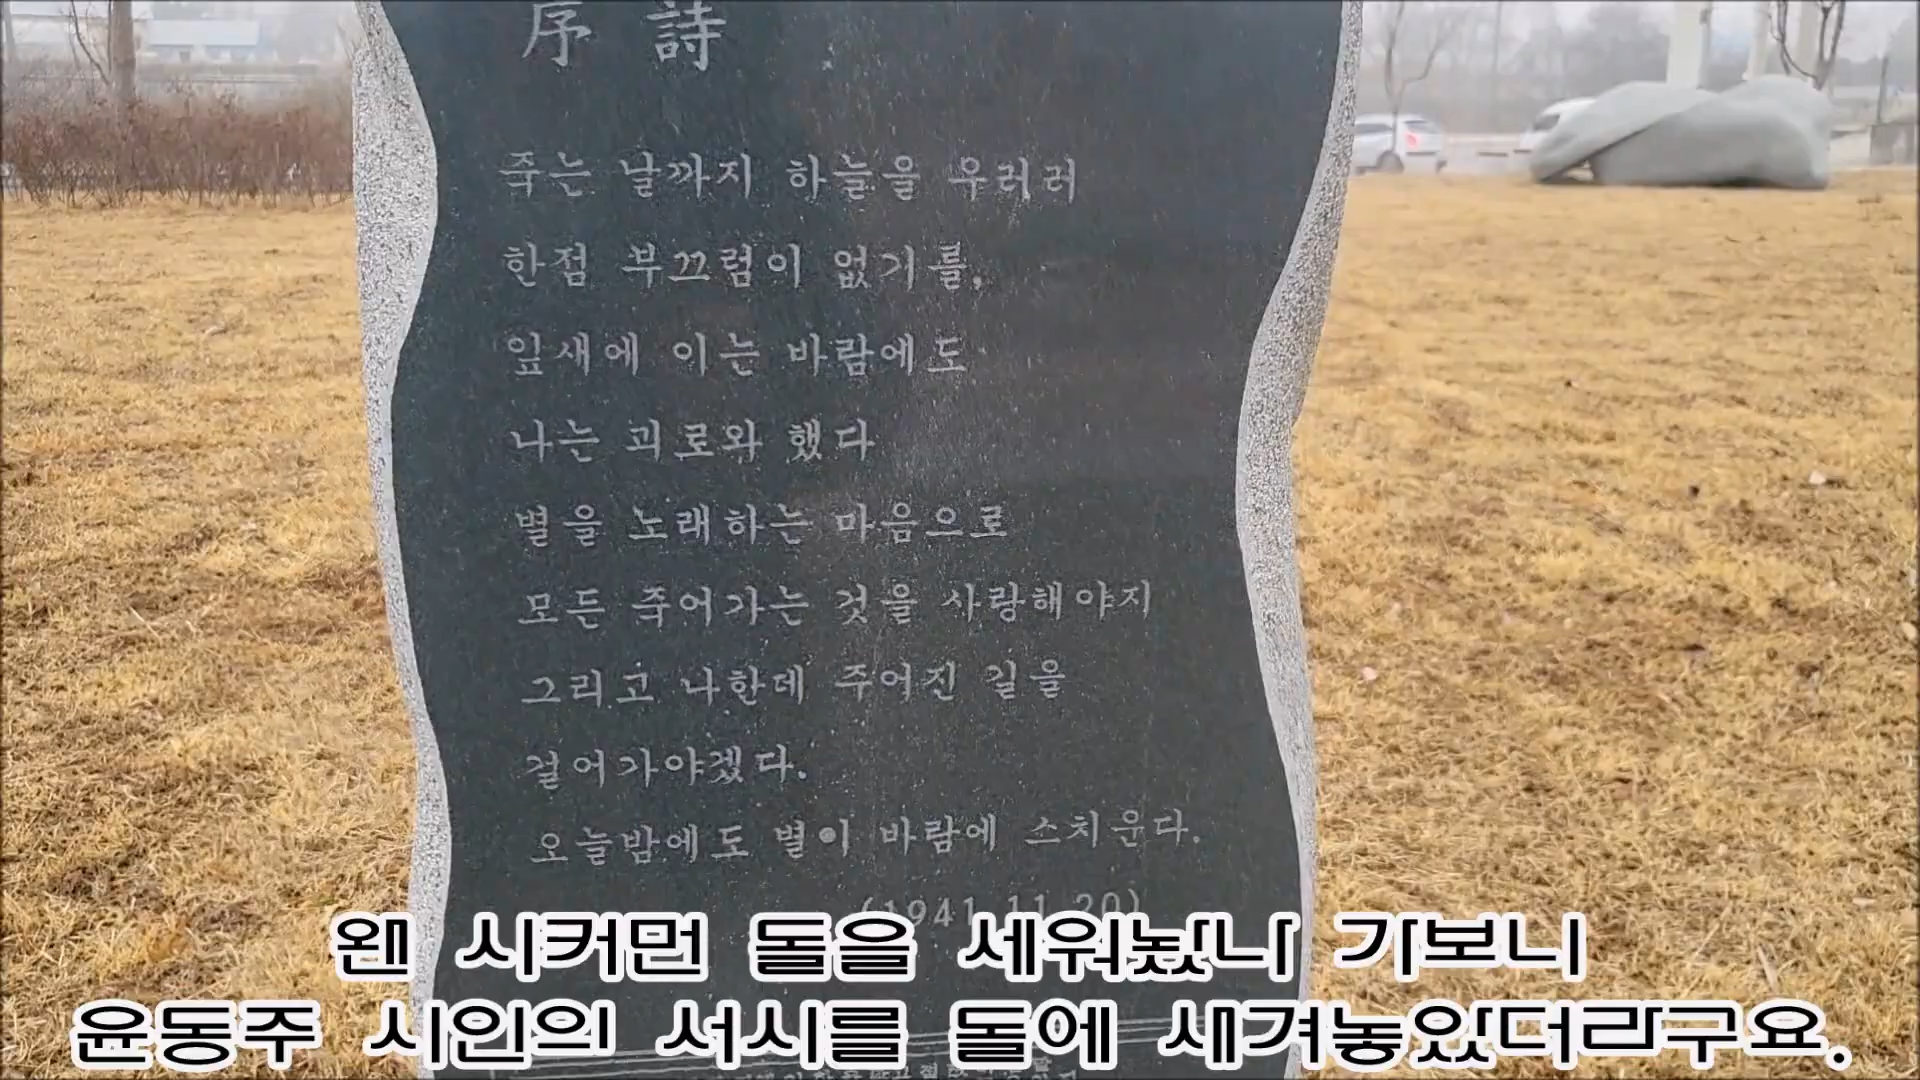 序 詩
죽는 날까지 하늘을 우러러
한점 부끄럼이 없기를,
잎새에 이는 바람에도
나는 괴로와 했다
별을 노래하는 마음으로
모든 죽어가는 것을 사랑해야지
그리고 나한데 주어진 길을
걸어가야겠다.
오늘밤에도 별이 바람에 스치운다.
(1941.11.20)
왠 시커먼 돌을 세워놨나 가보니
윤동주 시인의 서시를 돌에 새겨놓았더라구요.